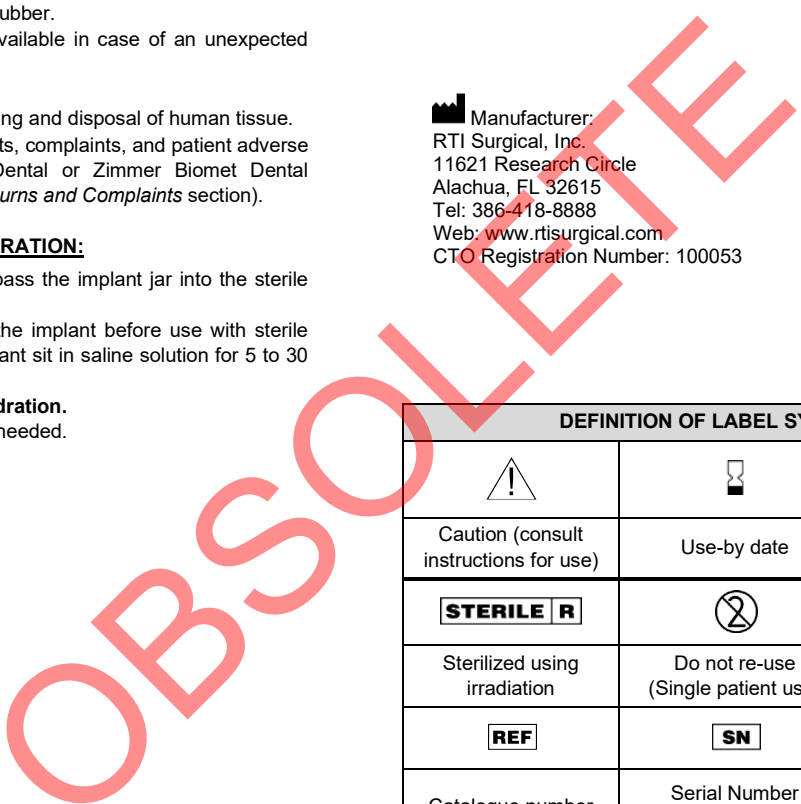 ubber.
vailable in case of an unexpected
ing and disposal of human tissue.
ts, complaints, and patient adverse
Dental or Zimmer Biomet Dental
urns and Complaints section).
RATION:
pass the implant jar into the sterile
the implant before use with sterile
ant sit in saline solution for 5 to 30
dration.
needed.
Manufacturer:
RTI Surgical, Inc.
11621 Research Circle
Alachua, FL 32615
Tel: 386-418-8888
Web: www.rtisurgical.com
CTO Registration Number: 100053
DEFINITION OF LABEL SY
Caution (consult
instructions for use)
Use-by date
STERILE R
2
Sterilized using
irradiation
Do not re-use
(Single patient us
REF
SN
Catalogue number
Serial Number
OBSOLETE